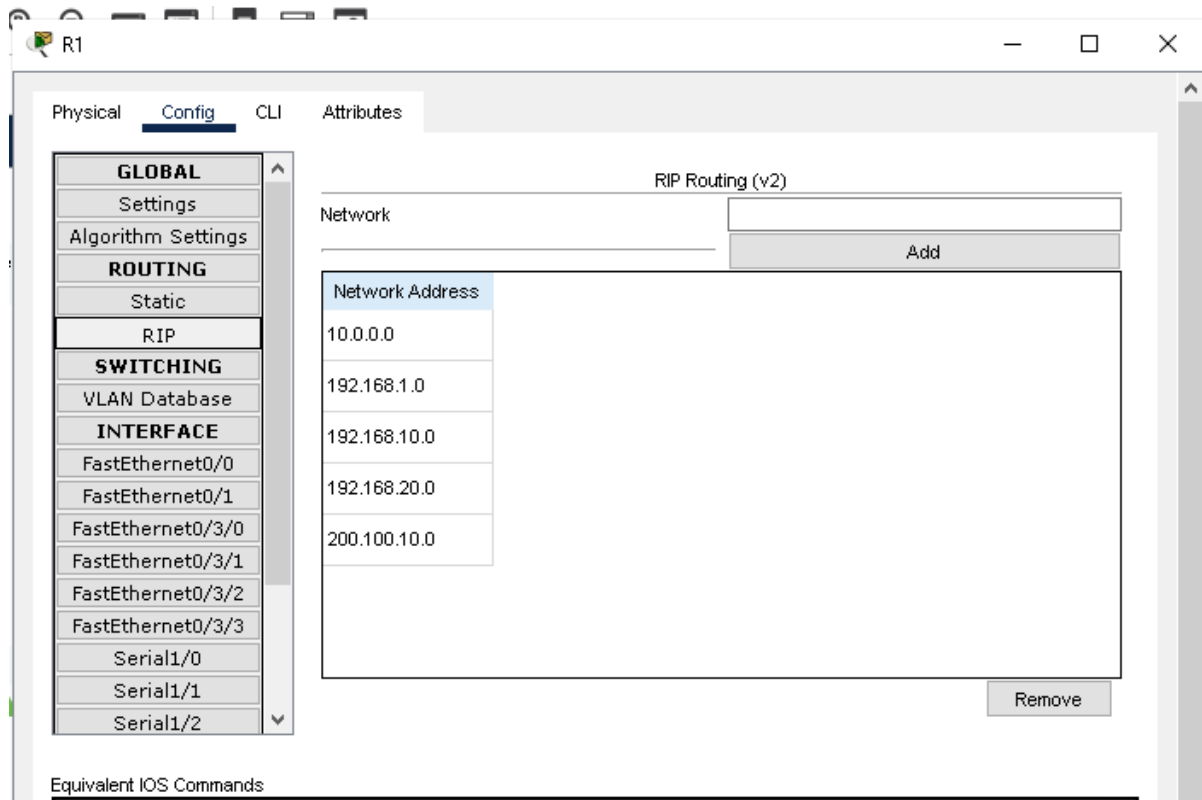 R1
Physical Config CLI Attributes
GLOBAL
Settings
Algorithm Settings
ROUTING
Static
RIP
SWITCHING
VLAN Database
INTERFACE
FastEthernet0/0
FastEthernet0/1
FastEthernet0/3/0
FastEthernet0/3/1
FastEthernet0/3/2
FastEthernet0/3/3
Serial1/0
Serial1/1
Serial1/2
RIP Routing (v2)
Network
Add
Network Address
10.0.0.0
192.168.1.0
192.168.10.0
192.168.20.0
200.100.10.0
Remove
Equivalent IOS Commands